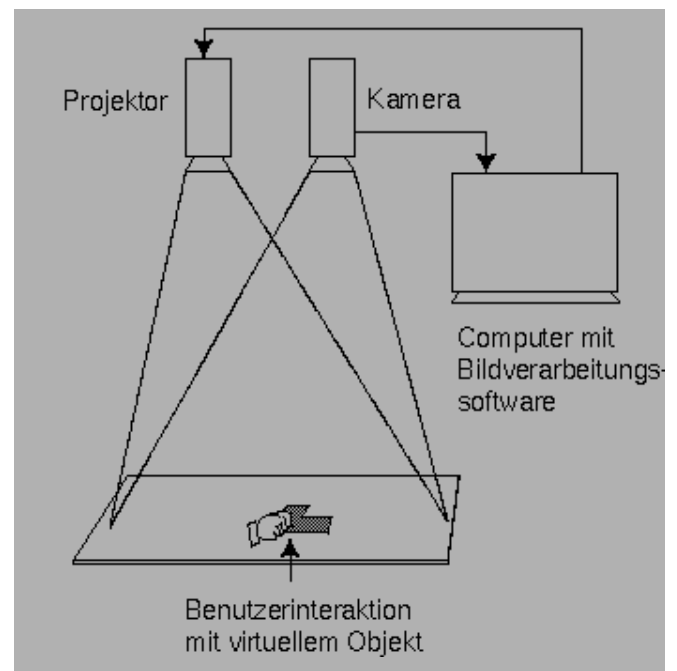 Projektor
Kamera
Computer mit
Bildverarbeitungs-
software
Benutzerinteraktion
mit virtuellem Objekt